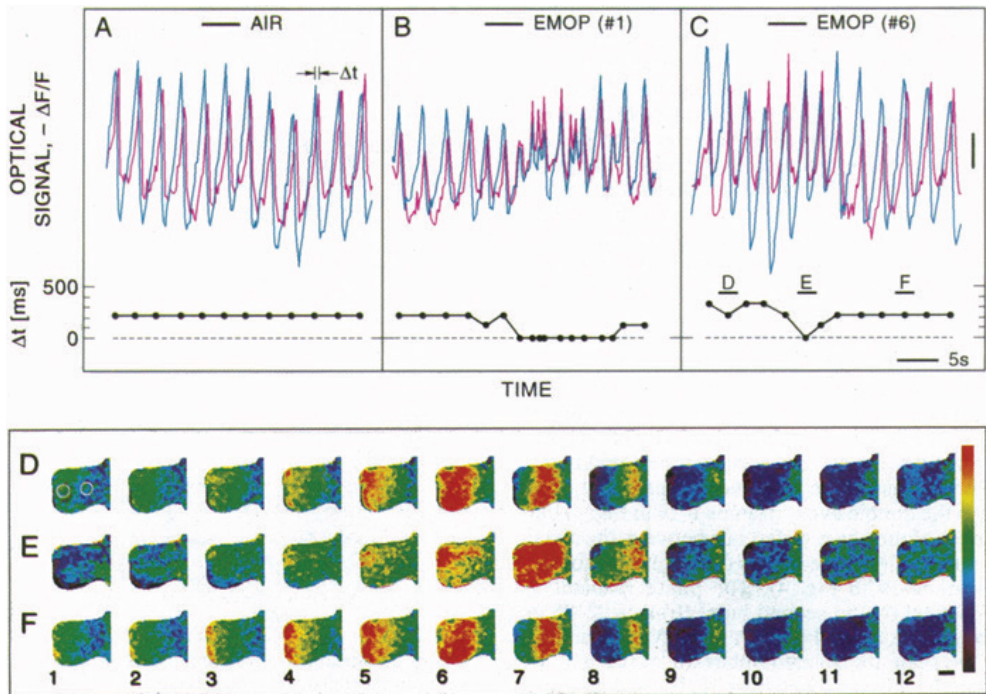 A AIR
B EMOP (#1)
C EMOP (#6)
Δt
OPTICAL
SIGNAL, – ΔF/F
D E F
500
0
Δt [ms]
5s
TIME
D
E
F
1 2 3 4 5 6 7 8 9 10 11 12